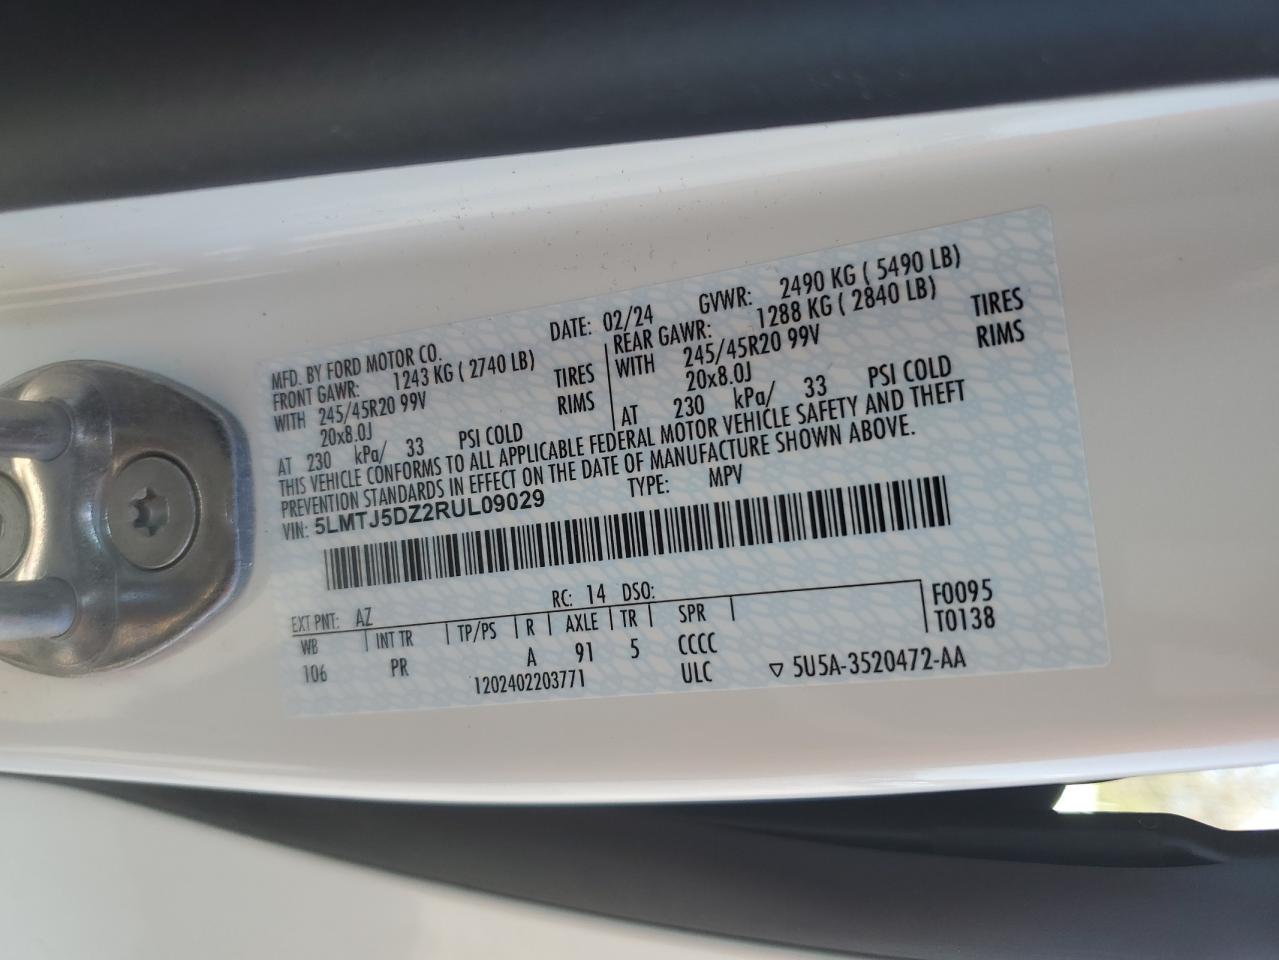 MFD. BY FORD MOTOR CO.
DATE: 02/24 GVWR: 2490 KG ( 5490 LB)
FRONT GAWR: 1243 KG ( 2740 LB)
WITH 245/45R20 99V TIRES
20x8.0J RIMS
AT 230 kPa/ 33 PSI COLD
REAR GAWR: 1288 KG ( 2840 LB)
WITH 245/45R20 99V TIRES
20x8.0J RIMS
AT 230 kPa/ 33 PSI COLD
THIS VEHICLE CONFORMS TO ALL APPLICABLE FEDERAL MOTOR VEHICLE SAFETY AND THEFT
PREVENTION STANDARDS IN EFFECT ON THE DATE OF MANUFACTURE SHOWN ABOVE.
VIN: 5LMTJ5DZ2RUL09029 TYPE: MPV
EXT PNT: AZ RC: 14 DSO:
WB INT TR TP/PS R AXLE TR SPR
106 PR A 91 5 CCCC
F0095
T0138
1202402203771 ULC ▽ 5U5A-3520472-AA